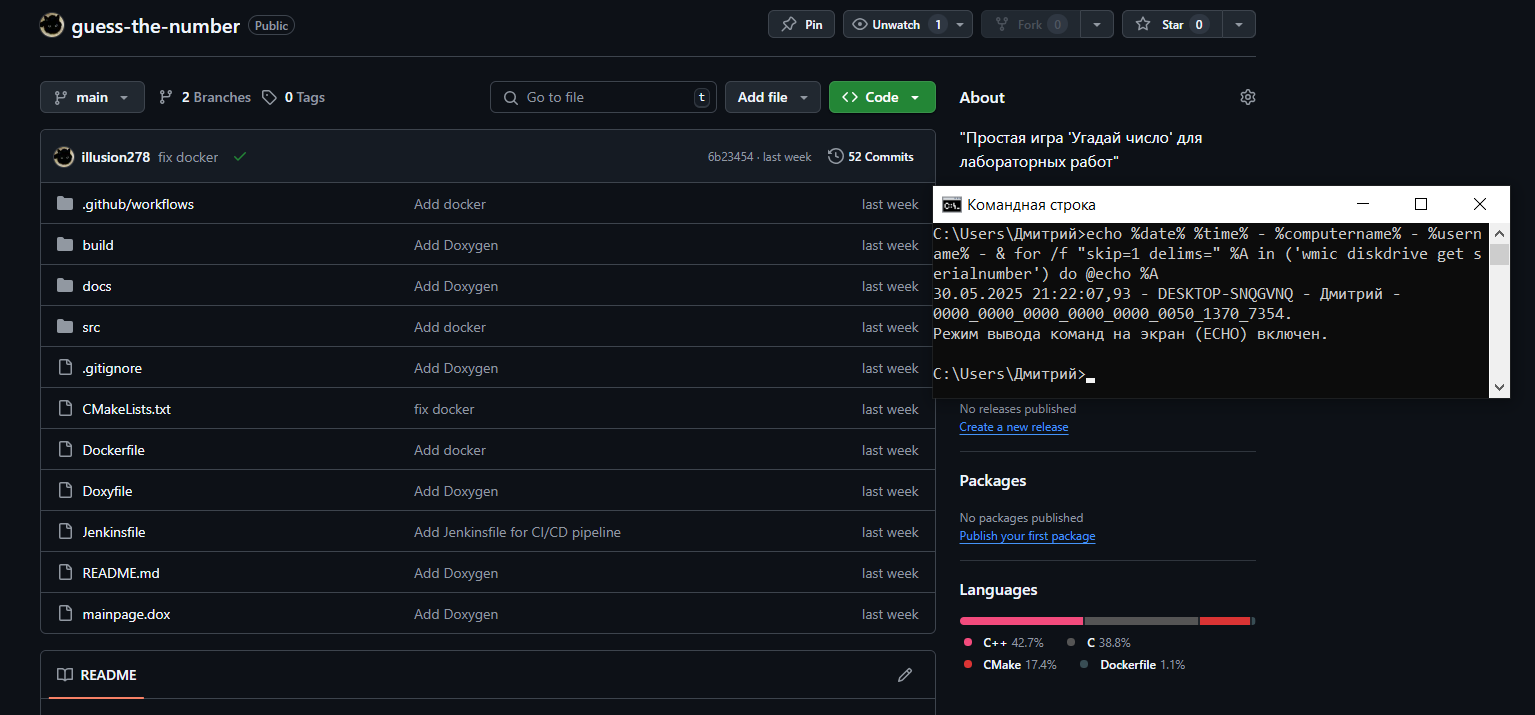 guess-the-number Public
Pin
Unwatch 1
Fork 0
Star 0
main
2 Branches
0 Tags
Go to file t
Add file
Code
illusion278 fix docker
6b23454 · last week
52 Commits
.github/workflows Add docker last week
build Add Doxygen last week
docs Add Doxygen last week
src Add docker last week
.gitignore Add Doxygen last week
CMakeLists.txt fix docker last week
Dockerfile Add docker last week
Doxyfile Add Doxygen last week
Jenkinsfile Add Jenkinsfile for CI/CD pipeline last week
README.md Add Doxygen last week
mainpage.dox Add Doxygen last week
README
About
"Простая игра 'Угадай число' для
лабораторных работ"
Командная строка
C:\Users\Дмитрий>echo %date% %time% - %computername% - %usern
ame% - & for /f "skip=1 delims=" %A in ('wmic diskdrive get s
erialnumber') do @echo %A
30.05.2025 21:22:07,93 - DESKTOP-SNQGVNQ - Дмитрий -
0000_0000_0000_0000_0000_0050_1370_7354.
Режим вывода команд на экран (ECHO) включен.
C:\Users\Дмитрий>
No releases published
Create a new release
Packages
No packages published
Publish your first package
Languages
C++ 42.7%
C 38.8%
CMake 17.4%
Dockerfile 1.1%